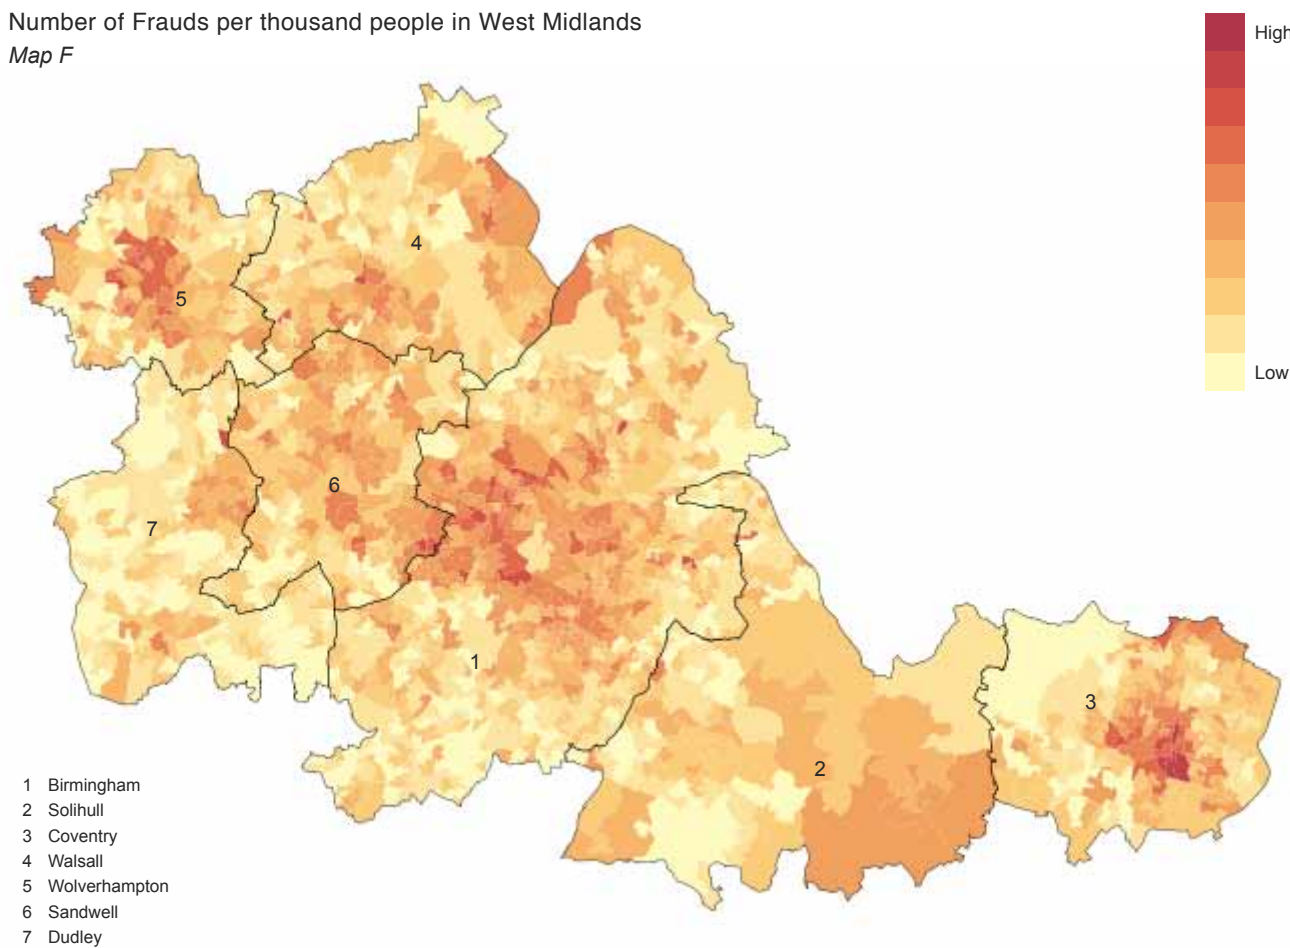 Number of Frauds per thousand people in West Midlands
Map F
High
Low
4
5
6
7
1
3
2
1 Birmingham
2 Solihull
3 Coventry
4 Walsall
5 Wolverhampton
6 Sandwell
7 Dudley